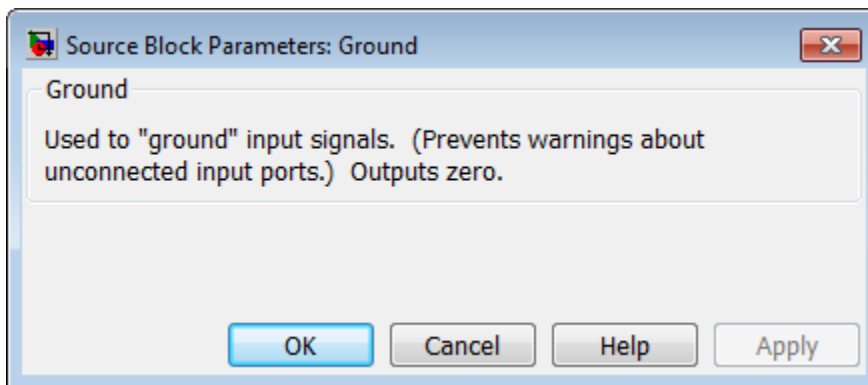 Source Block Parameters: Ground
Ground
Used to "ground" input signals.  (Prevents warnings about
unconnected input ports.)  Outputs zero.
OK Cancel Help Apply